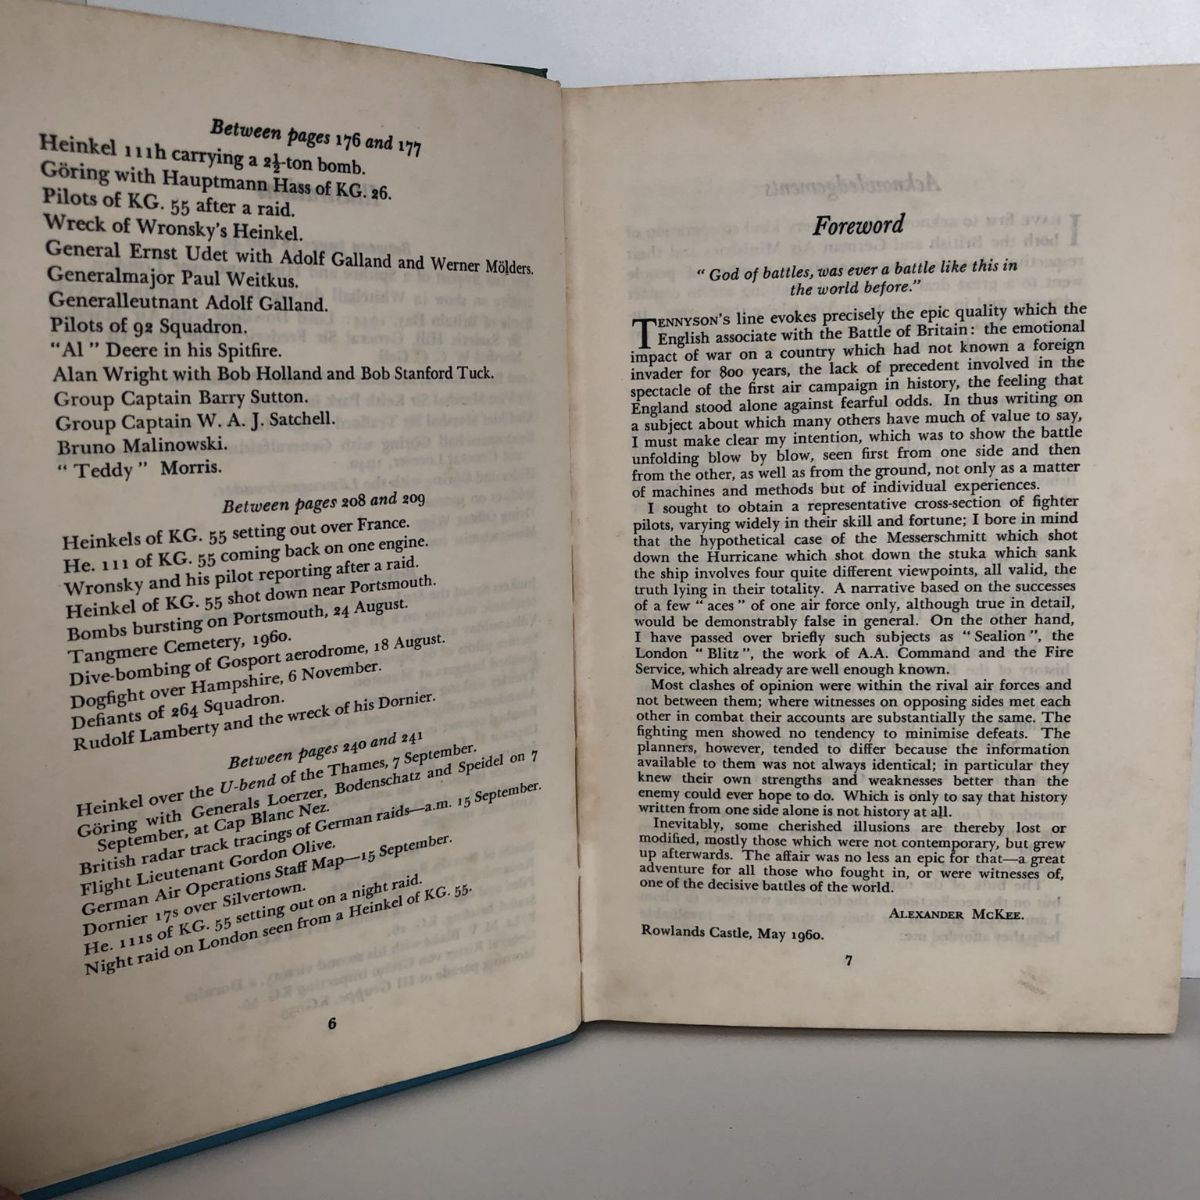 Between pages 176 and 177
Heinkel 111h carrying a 2½-ton bomb.
Göring with Hauptmann Hass of KG. 26.
Pilots of KG. 55 after a raid.
Wreck of Wronsky's Heinkel.
General Ernst Udet with Adolf Galland and Werner Mölders.
Generalmajor Paul Weitkus.
Generalleutnant Adolf Galland.
Pilots of 92 Squadron.
“Al” Deere in his Spitfire.
Alan Wright with Bob Holland and Bob Stanford Tuck.
Group Captain Barry Sutton.
Group Captain W. A. J. Satchell.
Bruno Malinowski.
“Teddy” Morris.
Between pages 208 and 209
Heinkels of KG. 55 setting out over France.
He. 111 of KG. 55 coming back on one engine.
Wronsky and his pilot reporting after a raid.
Heinkel of KG. 55 shot down near Portsmouth.
Bombs bursting on Portsmouth, 24 August.
Tangmere Cemetery, 1960.
Dive-bombing of Gosport aerodrome, 18 August.
Dogfight over Hampshire, 6 November.
Defiants of 264 Squadron.
Rudolf Lamberty and the wreck of his Dornier.
Between pages 240 and 241
Heinkel over the U-bend of the Thames, 7 September.
Göring with Generals Loerzer, Bodenschatz and Speidel on 7
September, at Cap Blanc Nez.
British radar track tracings of German raids—a.m. 15 September.
Flight Lieutenant Gordon Olive.
German Air Operations Staff Map—15 September.
Dornier 17s over Silvertown.
He. 111s of KG. 55 setting out on a night raid.
Night raid on London seen from a Heinkel of KG. 55.
6
Foreword
“God of battles, was ever a battle like this in
the world before.”
TENNYSON'S line evokes precisely the epic quality which the
English associate with the Battle of Britain: the emotional
impact of war on a country which had not known a foreign
invader for 800 years, the lack of precedent involved in the
spectacle of the first air campaign in history, the feeling that
England stood alone against fearful odds. In thus writing on
a subject about which many others have much of value to say,
I must make clear my intention, which was to show the battle
unfolding blow by blow, seen first from one side and then
from the other, as well as from the ground, not only as a matter
of machines and methods but of individual experiences.
I sought to obtain a representative cross-section of fighter
pilots, varying widely in their skill and fortune; I bore in mind
that the hypothetical case of the Messerschmitt which shot
down the Hurricane which shot down the stuka which sank
the ship involves four quite different viewpoints, all valid, the
truth lying in their totality. A narrative based on the successes
of a few “aces” of one air force only, although true in detail,
would be demonstrably false in general. On the other hand,
I have passed over briefly such subjects as “Sealion”, the
London “Blitz”, the work of A.A. Command and the Fire
Service, which already are well enough known.
Most clashes of opinion were within the rival air forces and
not between them; where witnesses on opposing sides met each
other in combat their accounts are substantially the same. The
fighting men showed no tendency to minimise defeats. The
planners, however, tended to differ because the information
available to them was not always identical; in particular they
knew their own strengths and weaknesses better than the
enemy could ever hope to do. Which is only to say that history
written from one side alone is not history at all.
Inevitably, some cherished illusions are thereby lost or
modified, mostly those which were not contemporary, but grew
up afterwards. The affair was no less an epic for that—a great
adventure for all those who fought in, or were witnesses of,
one of the decisive battles of the world.
ALEXANDER MCKEE.
Rowlands Castle, May 1960.
7